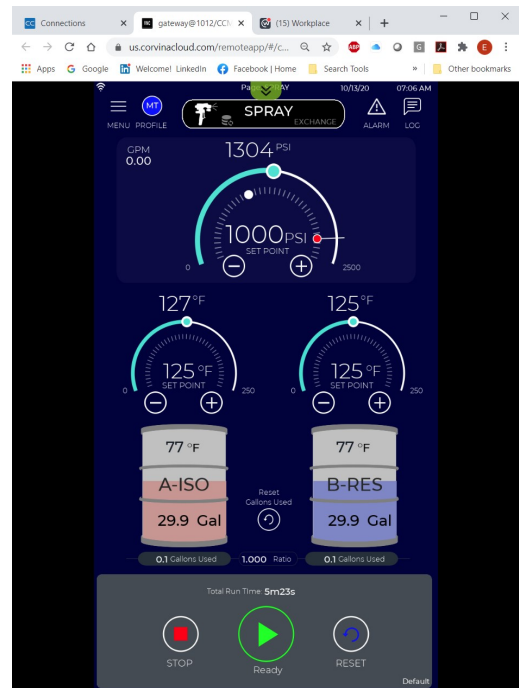 CC Connections
gateway@1012/CCN
(15) Workplace
us.corvinacloud.com/remoteapp/#/c...
Apps Google Welcome! LinkedIn Facebook | Home Search Tools » Other bookmarks
10/13/20 07:06 AM
MT SPRAY
EXCHANGE
MENU PROFILE ALARM LOG
GPM
0.00
1304 PSI
1000 PSI
SET POINT
0 2500
127 °F 125 °F
125 °F 125 °F
SET POINT SET POINT
0 250 0 250
77 °F 77 °F
A-ISO B-RES
Reset
Gallons Used
29.9 Gal 29.9 Gal
0.1 Gallons Used 1.000 Ratio 0.1 Gallons Used
Total Run Time: 5m23s
STOP Ready RESET
Default